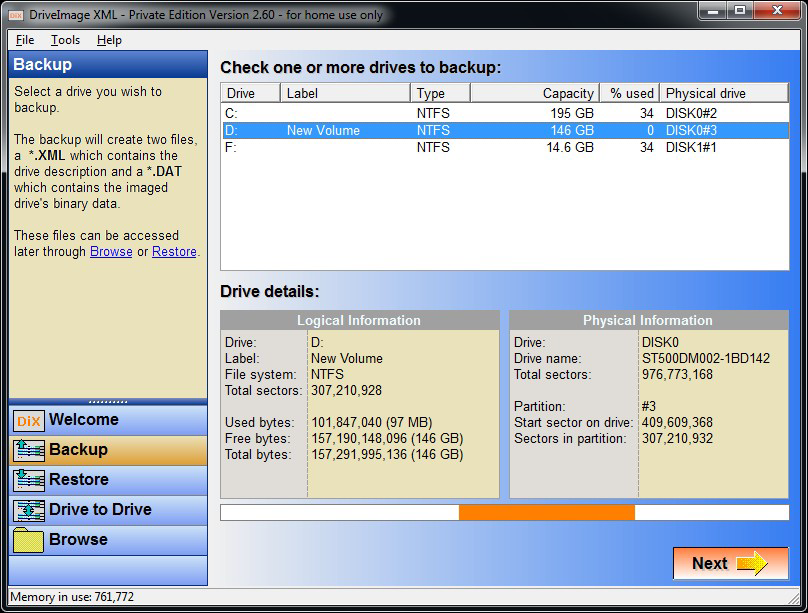 DiX DriveImage XML - Private Edition Version 2.60 - for home use only
File Tools Help
Backup
Select a drive you wish to
backup.
The backup will create two files,
a *.XML which contains the
drive description and a *.DAT
which contains the imaged
drive's binary data.
These files can be accessed
later through Browse or Restore.
DiX Welcome
Backup
Restore
Drive to Drive
Browse
Check one or more drives to backup:
Drive Label Type Capacity % used Physical drive
C: NTFS 195 GB 34 DISK0#2
D: New Volume NTFS 146 GB 0 DISK0#3
F: NTFS 14.6 GB 34 DISK1#1
Drive details:
Logical Information
Drive: D:
Label: New Volume
File system: NTFS
Total sectors: 307,210,928
Used bytes: 101,847,040 (97 MB)
Free bytes: 157,190,148,096 (146 GB)
Total bytes: 157,291,995,136 (146 GB)
Physical Information
Drive: DISK0
Drive name: ST500DM002-1BD142
Total sectors: 976,773,168
Partition: #3
Start sector on drive: 409,609,368
Sectors in partition: 307,210,932
Next
Memory in use: 761,772